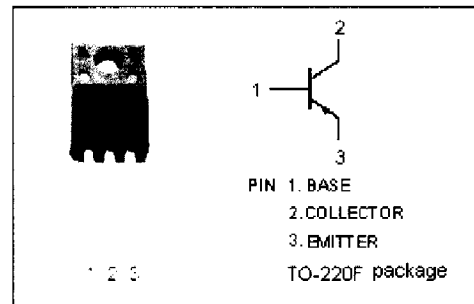 2
1
3
PIN 1. BASE
2.COLLECTOR
3.EMITTER
1 2 3 TO-220F package